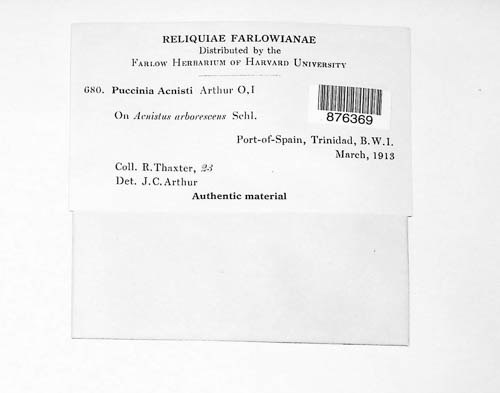 RELIQUIAE FARLOWIANAE
Distributed by the
FARLOW HERBARIUM OF HARVARD UNIVERSITY
680. Puccinia Acnisti Arthur O,I
876369
On Acnistus arborescens Schl.
Port-of-Spain, Trinidad, B.W.I.
March, 1913
Coll. R. Thaxter, 23
Det. J.C. Arthur
Authentic material